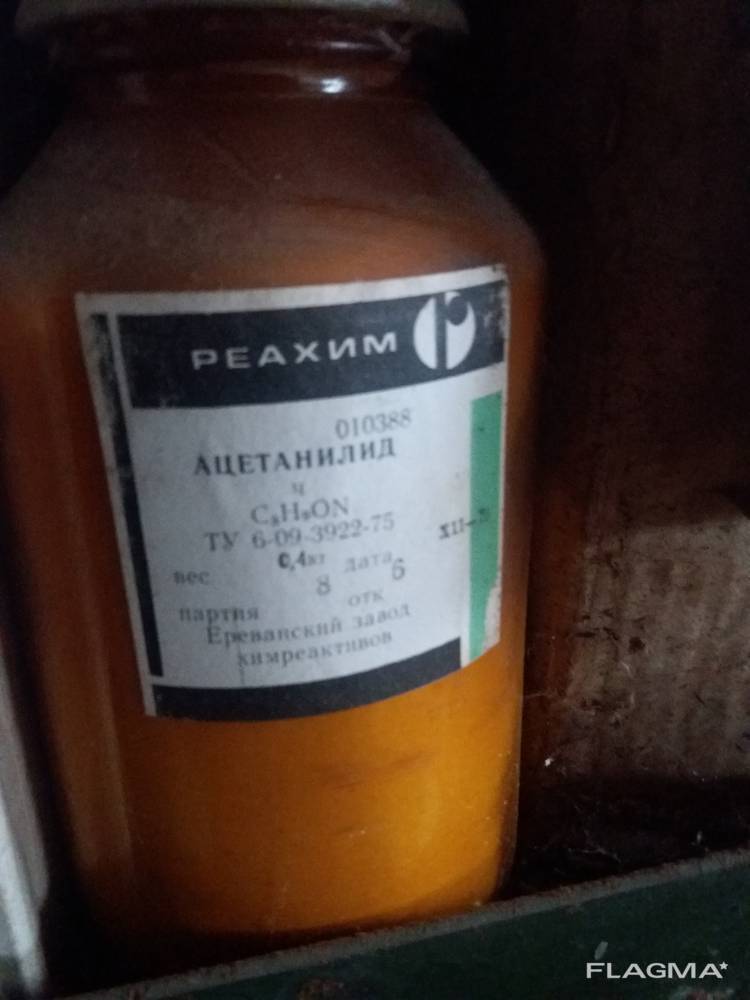 РЕАХИМ
010388
АЦЕТАНИЛИД
ч
C₈H₉ON
ТУ 6-09-3922-75
вес 0,4кг дата XII-
партия 8 отк 6
Ереванский завод
химреактивов
FLAGMA